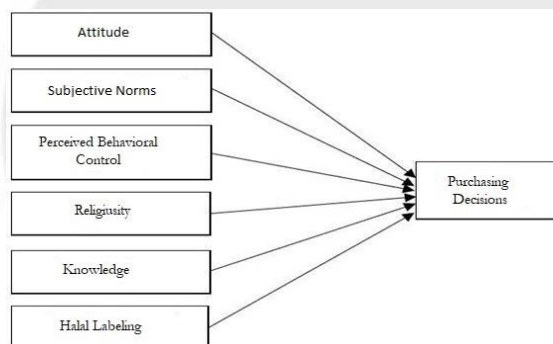 Attitude
Subjective Norms
Perceived Behavioral
Control
Religiusity
Knowledge
Halal Labeling
Purchasing
Decisions